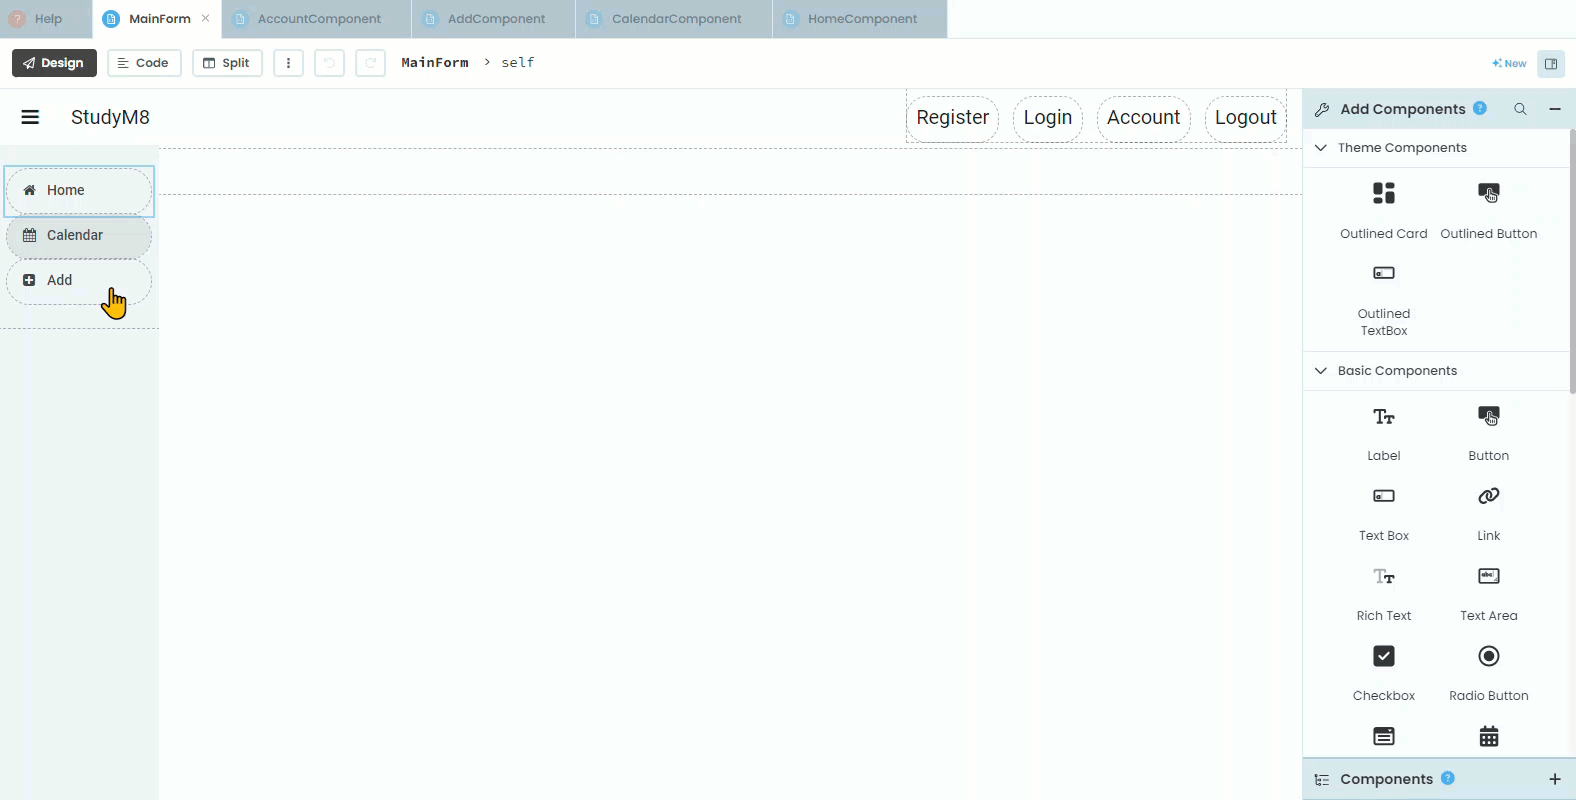 Help
MainForm
AccountComponent
AddComponent
CalendarComponent
HomeComponent
Design
Code
Split
MainForm > self
New
StudyM8
Register
Login
Account
Logout
Home
Calendar
Add
Add Components ?
Theme Components
Outlined Card
Outlined Button
Outlined
TextBox
Basic Components
Label
Button
Text Box
Link
Rich Text
Text Area
Checkbox
Radio Button
Components ?